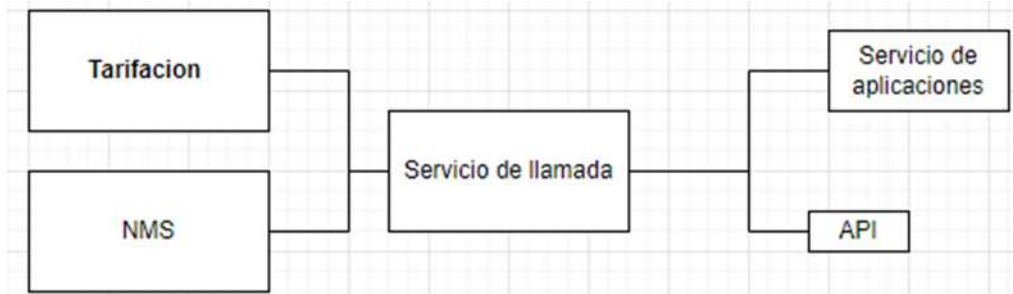 Tarifacion
Servicio de
aplicaciones
Servicio de llamada
NMS
API